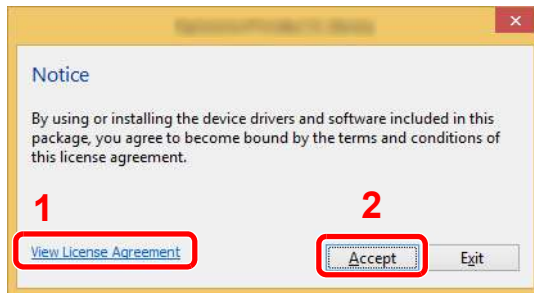 Notice
By using or installing the device drivers and software included in this
package, you agree to become bound by the terms and conditions of
this license agreement.
1
2
View License Agreement
Accept
Exit